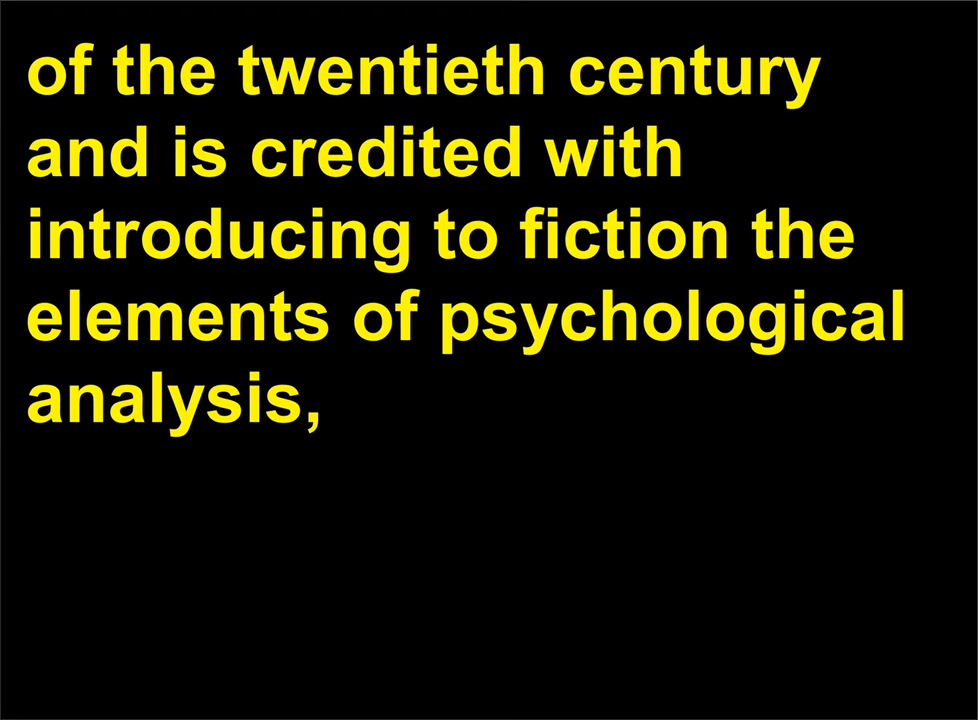 of the twentieth century
and is credited with
introducing to fiction the
elements of psychological
analysis,